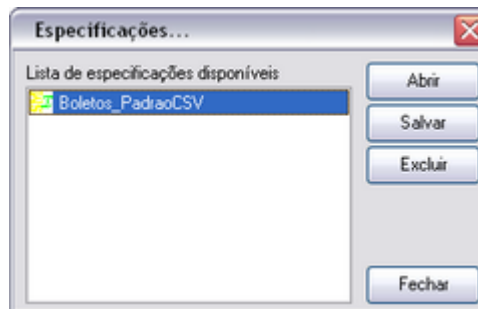 Especificações...
Lista de especificações disponíveis
Boletos_PadraoCSV
Abrir
Salvar
Excluir
Fechar